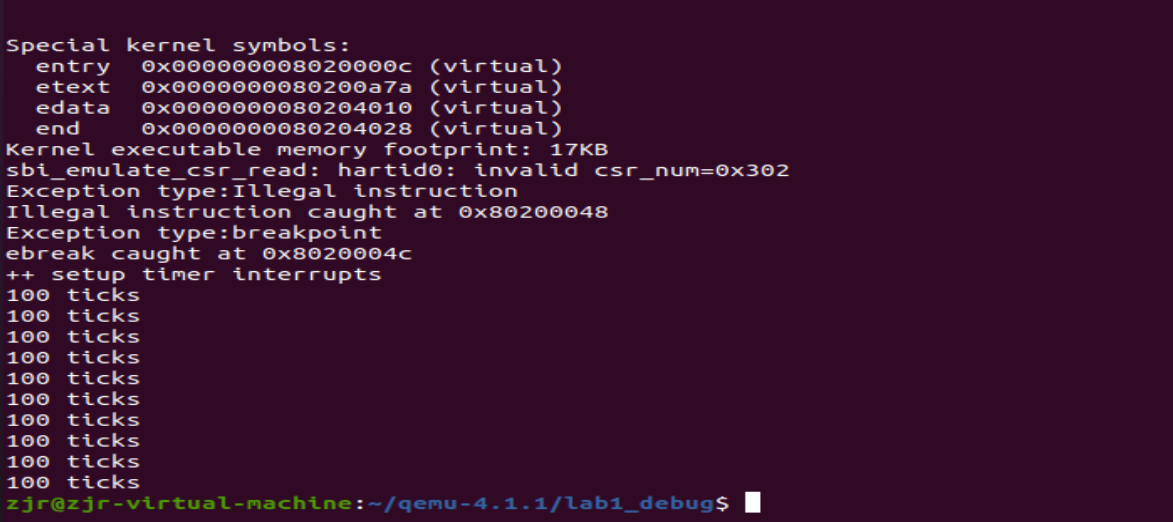 Special kernel symbols:
  entry  0x000000008020000c (virtual)
  etext  0x0000000080200a7a (virtual)
  edata  0x0000000080204010 (virtual)
  end    0x0000000080204028 (virtual)
Kernel executable memory footprint: 17KB
sbi_emulate_csr_read: hartid0: invalid csr_num=0x302
Exception type:Illegal instruction
Illegal instruction caught at 0x80200048
Exception type:breakpoint
ebreak caught at 0x8020004c
++ setup timer interrupts
100 ticks
100 ticks
100 ticks
100 ticks
100 ticks
100 ticks
100 ticks
100 ticks
100 ticks
100 ticks
zjr@zjr-virtual-machine:~/qemu-4.1.1/lab1_debug$